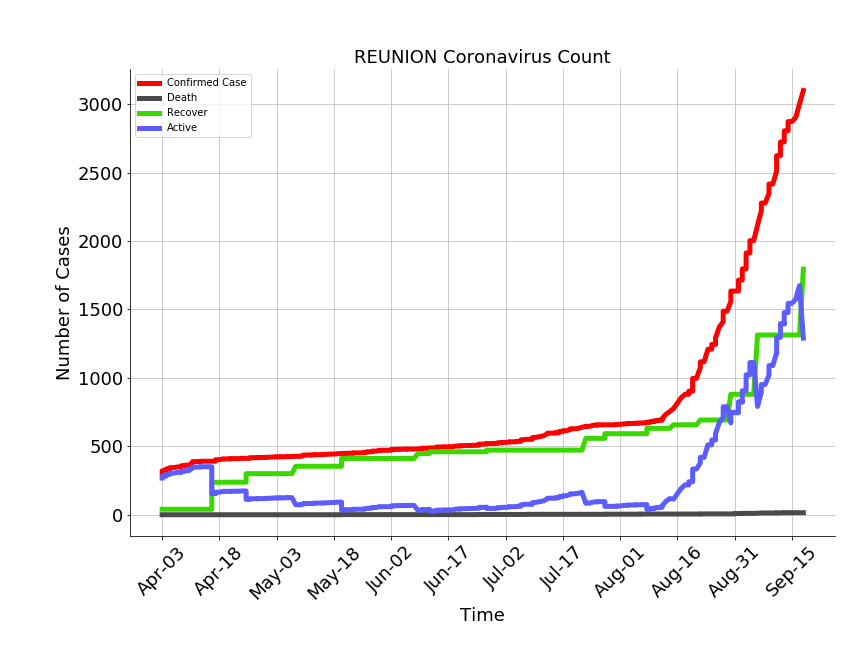 REUNION Coronavirus Count
Confirmed Case
Death
Recover
Active
Number of Cases
3000
2500
2000
1500
1000
500
0
Apr-03
Apr-18
May-03
May-18
Jun-02
Jun-17
Jul-02
Jul-17
Aug-01
Aug-16
Aug-31
Sep-15
Time